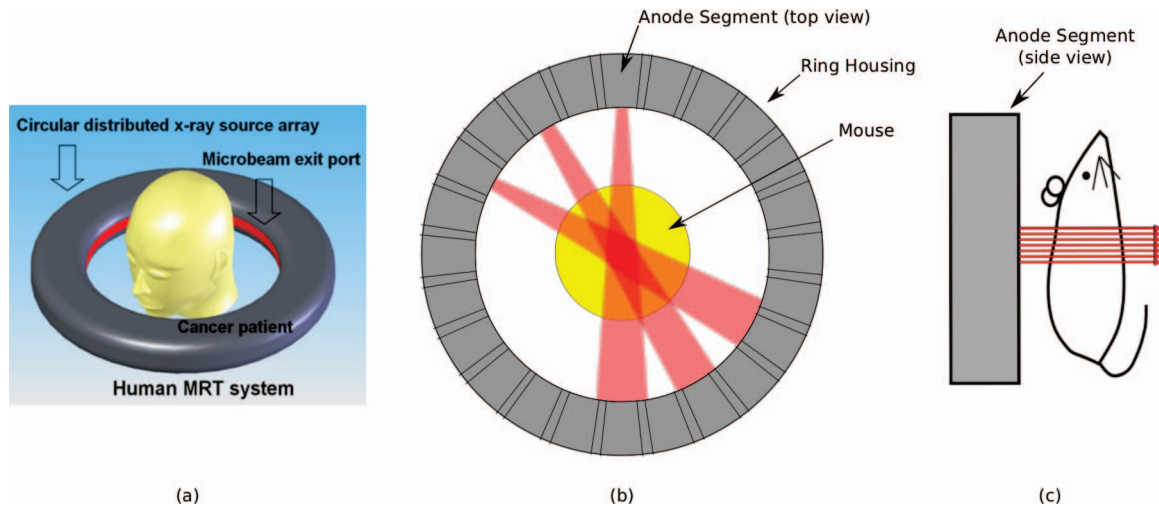 Circular distributed x-ray source array
Microbeam exit port
Cancer patient
Human MRT system
(a)
Anode Segment (top view)
Ring Housing
Mouse
(b)
Anode Segment
(side view)
(c)